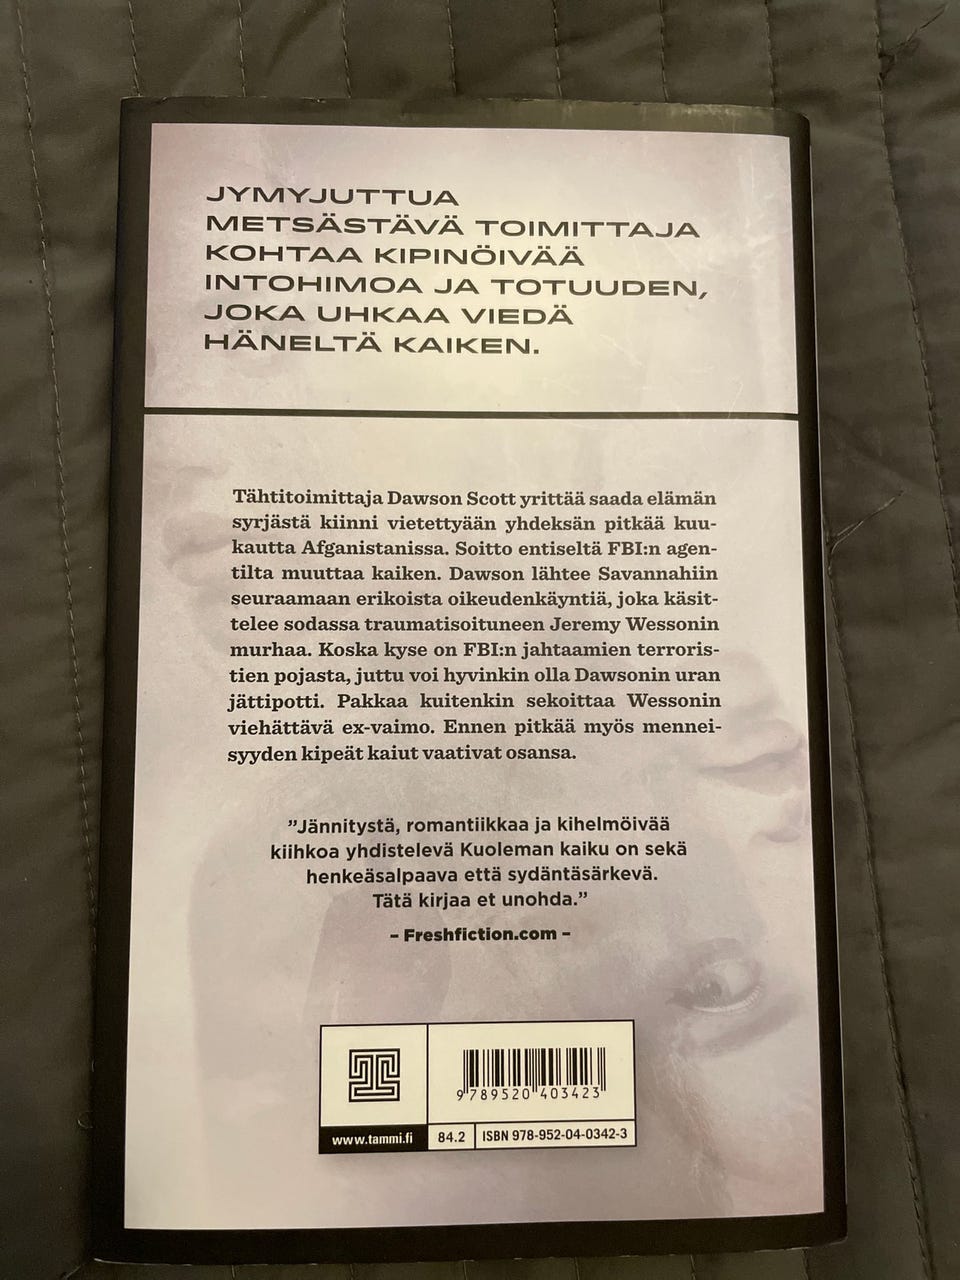 JYMYJUTTUA
METSÄSTÄVÄ TOIMITTAJA
KOHTAA KIPINÖIVÄÄ
INTOHIMOA JA TOTUUDEN,
JOKA UHKAA VIEDÄ
HÄNELTÄ KAIKEN.
Tähtitoimittaja Dawson Scott yrittää saada elämän
syrjästä kiinni vietettyään yhdeksän pitkää kuu-
kautta Afganistanissa. Soitto entiseltä FBI:n agen-
tilta muuttaa kaiken. Dawson lähtee Savannahiin
seuraamaan erikoista oikeudenkäyntiä, joka käsit-
telee sodassa traumatisoituneen Jeremy Wessonin
murhaa. Koska kyse on FBI:n jahtaamien terroris-
tien pojasta, juttu voi hyvinkin olla Dawsonin uran
jättipotti. Pakkaa kuitenkin sekoittaa Wessonin
viehättävä ex-vaimo. Ennen pitkää myös mennei-
syyden kipeät kaiut vaativat osansa.
”Jännitystä, romantiikkaa ja kihelmöivää
kiihkoa yhdistelevä Kuoleman kaiku on sekä
henkeäsalpaava että sydäntäsärkevä.
Tätä kirjaa et unohda.”
– Freshfiction.com –
9 789520 403423
www.tammi.fi 84.2 ISBN 978-952-04-0342-3